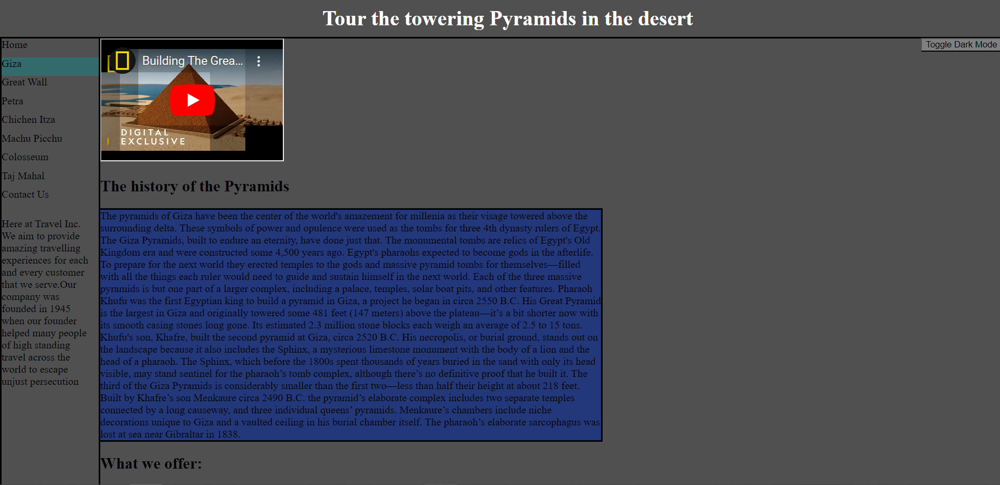 Tour the towering Pyramids in the desert
Home
Giza
Great Wall
Petra
Chichen Itza
Machu Picchu
Colosseum
Taj Mahal
Contact Us
Here at Travel Inc.
We aim to provide
amazing travelling
experiences for each
and every customer
that we serve.Our
company was
founded in 1945
when our founder
helped many people
of high standing
travel across the
world to escape
unjust persecution
Building The Grea...
DIGITAL
EXCLUSIVE
Toggle Dark Mode
The history of the Pyramids
The pyramids of Giza have been the center of the world's amazement for millenia as their visage towered above the
surrounding delta. These symbols of power and opulence were used as the tombs for three 4th dynasty rulers of Egypt.
The Giza Pyramids, built to endure an eternity, have done just that. The monumental tombs are relics of Egypt's Old
Kingdom era and were constructed some 4,500 years ago. Egypt's pharaohs expected to become gods in the afterlife.
To prepare for the next world they erected temples to the gods and massive pyramid tombs for themselves—filled
with all the things each ruler would need to guide and sustain himself in the next world. Each of the three massive
pyramids is but one part of a larger complex, including a palace, temples, solar boat pits, and other features. Pharaoh
Khufu was the first Egyptian king to build a pyramid in Giza, a project he began in circa 2550 B.C. His Great Pyramid
is the largest in Giza and originally towered some 481 feet (147 meters) above the plateau—it’s a bit shorter now with
its smooth casing stones long gone. Its estimated 2.3 million stone blocks each weigh an average of 2.5 to 15 tons.
Khufu's son, Khafre, built the second pyramid at Giza, circa 2520 B.C. His necropolis, or burial ground, stands out on
the landscape because it also includes the Sphinx, a mysterious limestone monument with the body of a lion and the
head of a pharaoh. The Sphinx, which before the 1800s spent thousands of years buried in the sand with only its head
visible, may stand sentinel for the pharaoh’s tomb complex, although there’s no definitive proof that he built it. The
third of the Giza Pyramids is considerably smaller than the first two—less than half their height at about 218 feet.
Built by Khafre’s son Menkaure circa 2490 B.C. the pyramid’s elaborate complex includes two separate temples
connected by a long causeway, and three individual queens’ pyramids. Menkaure’s chambers include niche
decorations unique to Giza and a vaulted ceiling in his burial chamber itself. The pharaoh’s elaborate sarcophagus was
lost at sea near Gibraltar in 1838.
What we offer: